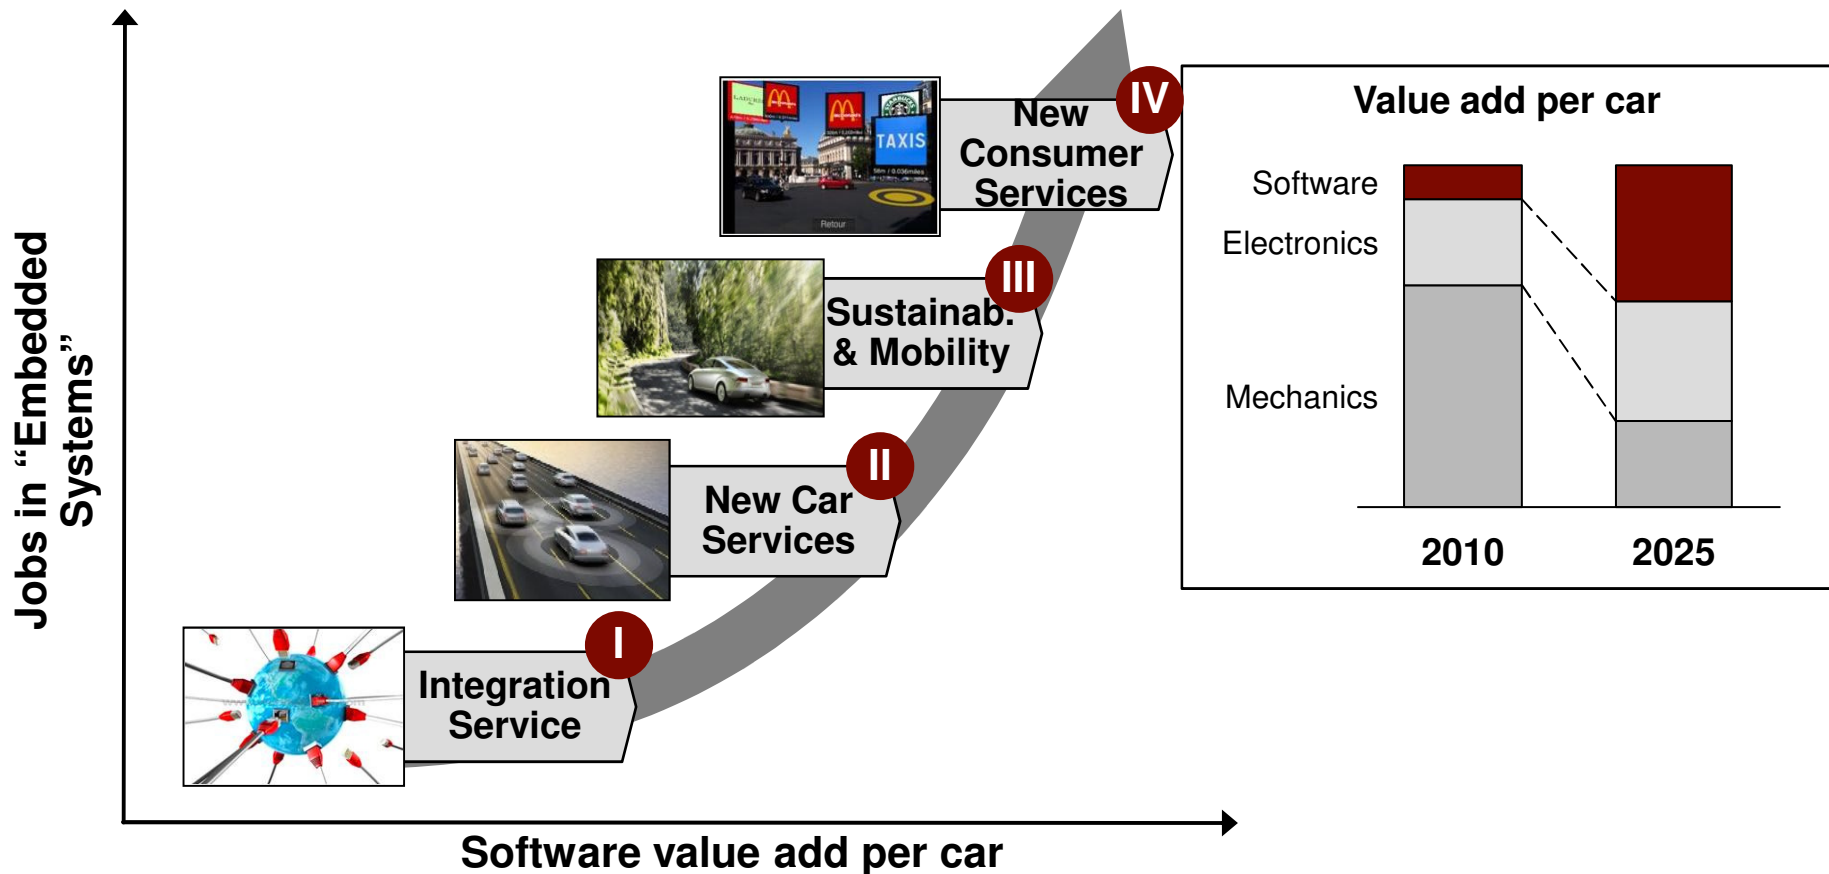 Jobs in “Embedded
Systems”
Software value add per car
I
Integration
Service
II
New Car
Services
III
Sustainab.
& Mobility
IV
New
Consumer
Services
TAXIS
Retour
Value add per car
Software
Electronics
Mechanics
2010
2025